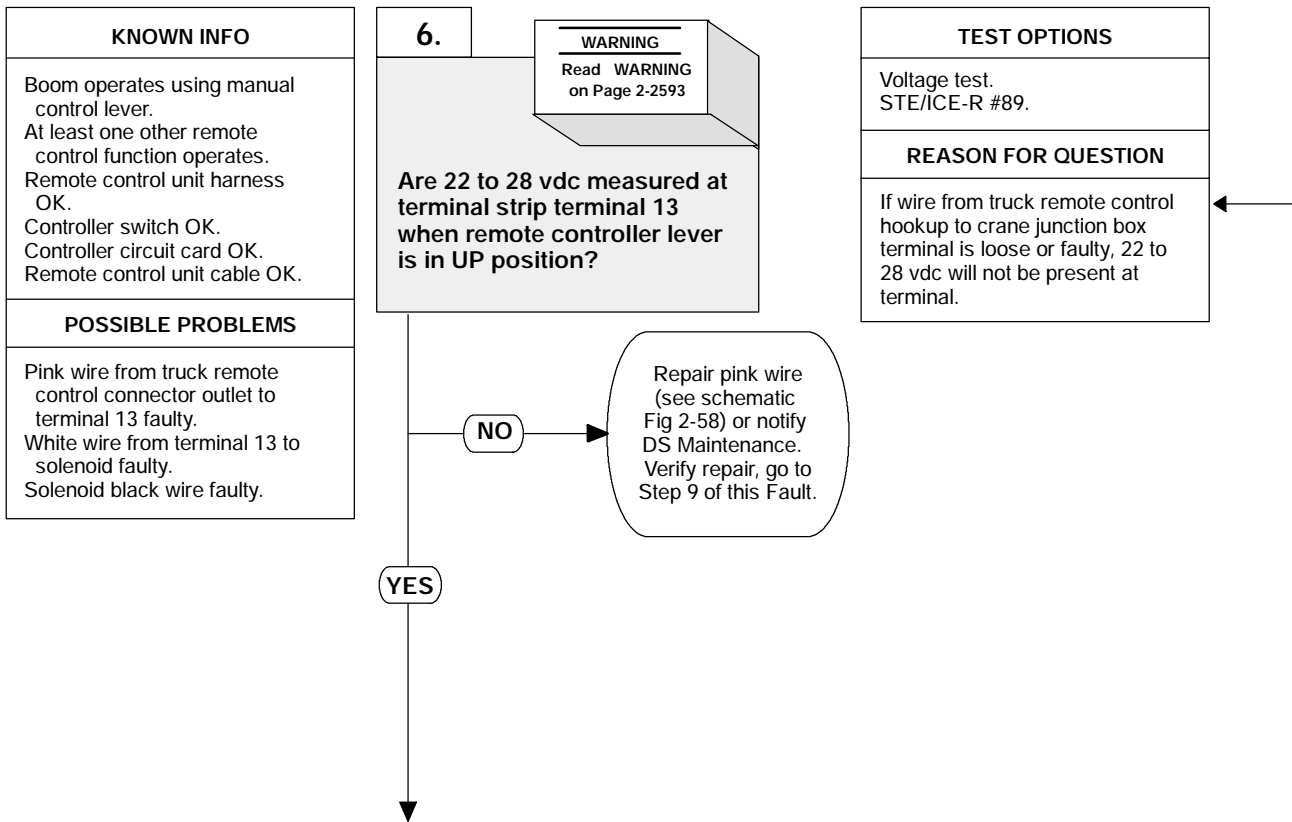 KNOWN INFO
Boom operates using manual
control lever.
At least one other remote
control function operates.
Remote control unit harness
OK.
Controller switch OK.
Controller circuit card OK.
Remote control unit cable OK.
POSSIBLE PROBLEMS
Pink wire from truck remote
control connector outlet to
terminal 13 faulty.
White wire from terminal 13 to
solenoid faulty.
Solenoid black wire faulty.
6.
WARNING
Read WARNING
on Page 2-2593
Are 22 to 28 vdc measured at
terminal strip terminal 13
when remote controller lever
is in UP position?
NO
Repair pink wire
(see schematic
Fig 2-58) or notify
DS Maintenance.
Verify repair, go to
Step 9 of this Fault.
YES
TEST OPTIONS
Voltage test.
STE/ICE-R #89.
REASON FOR QUESTION
If wire from truck remote control
hookup to crane junction box
terminal is loose or faulty, 22 to
28 vdc will not be present at
terminal.